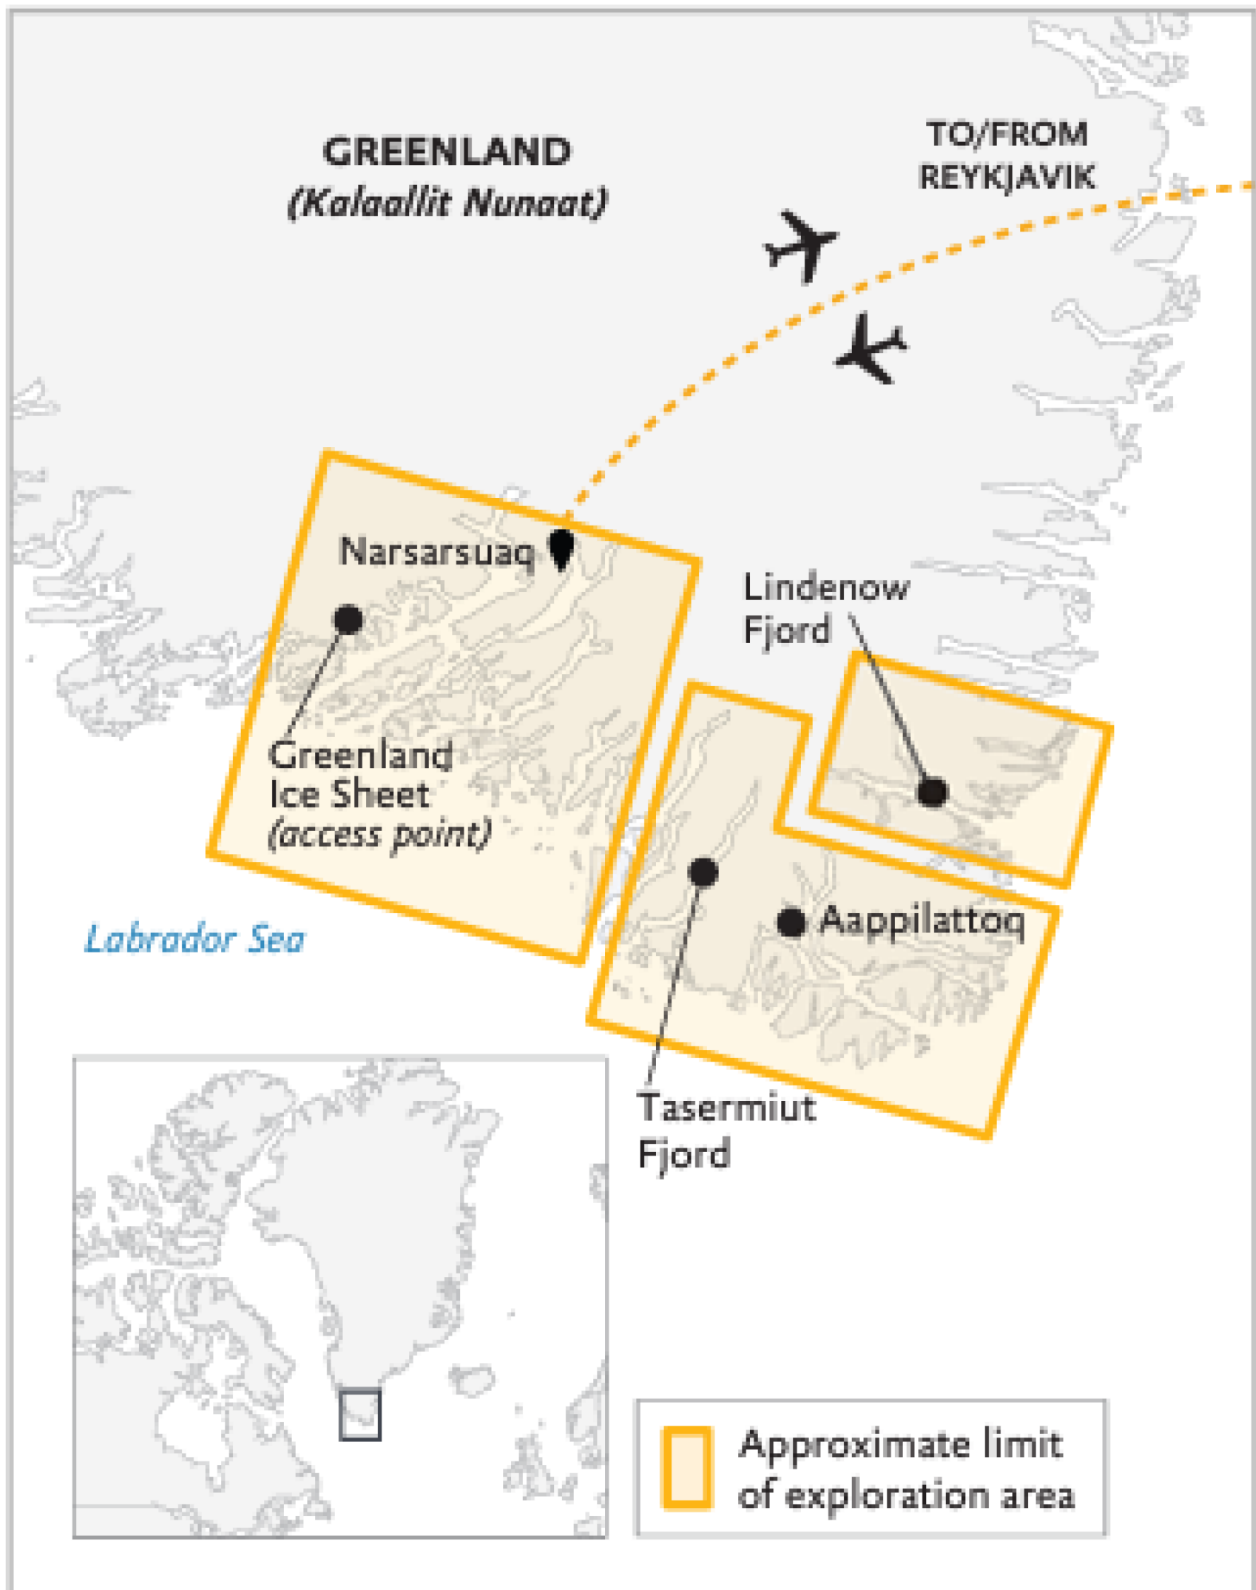 GREENLAND
(Kalaallit Nunaat)
TO/FROM
REYKJAVIK
Narsarsuaq
Lindenow
Fjord
Greenland
Ice Sheet
(access point)
Labrador Sea
Aappilattoq
Tasermiut
Fjord
Approximate limit
of exploration area